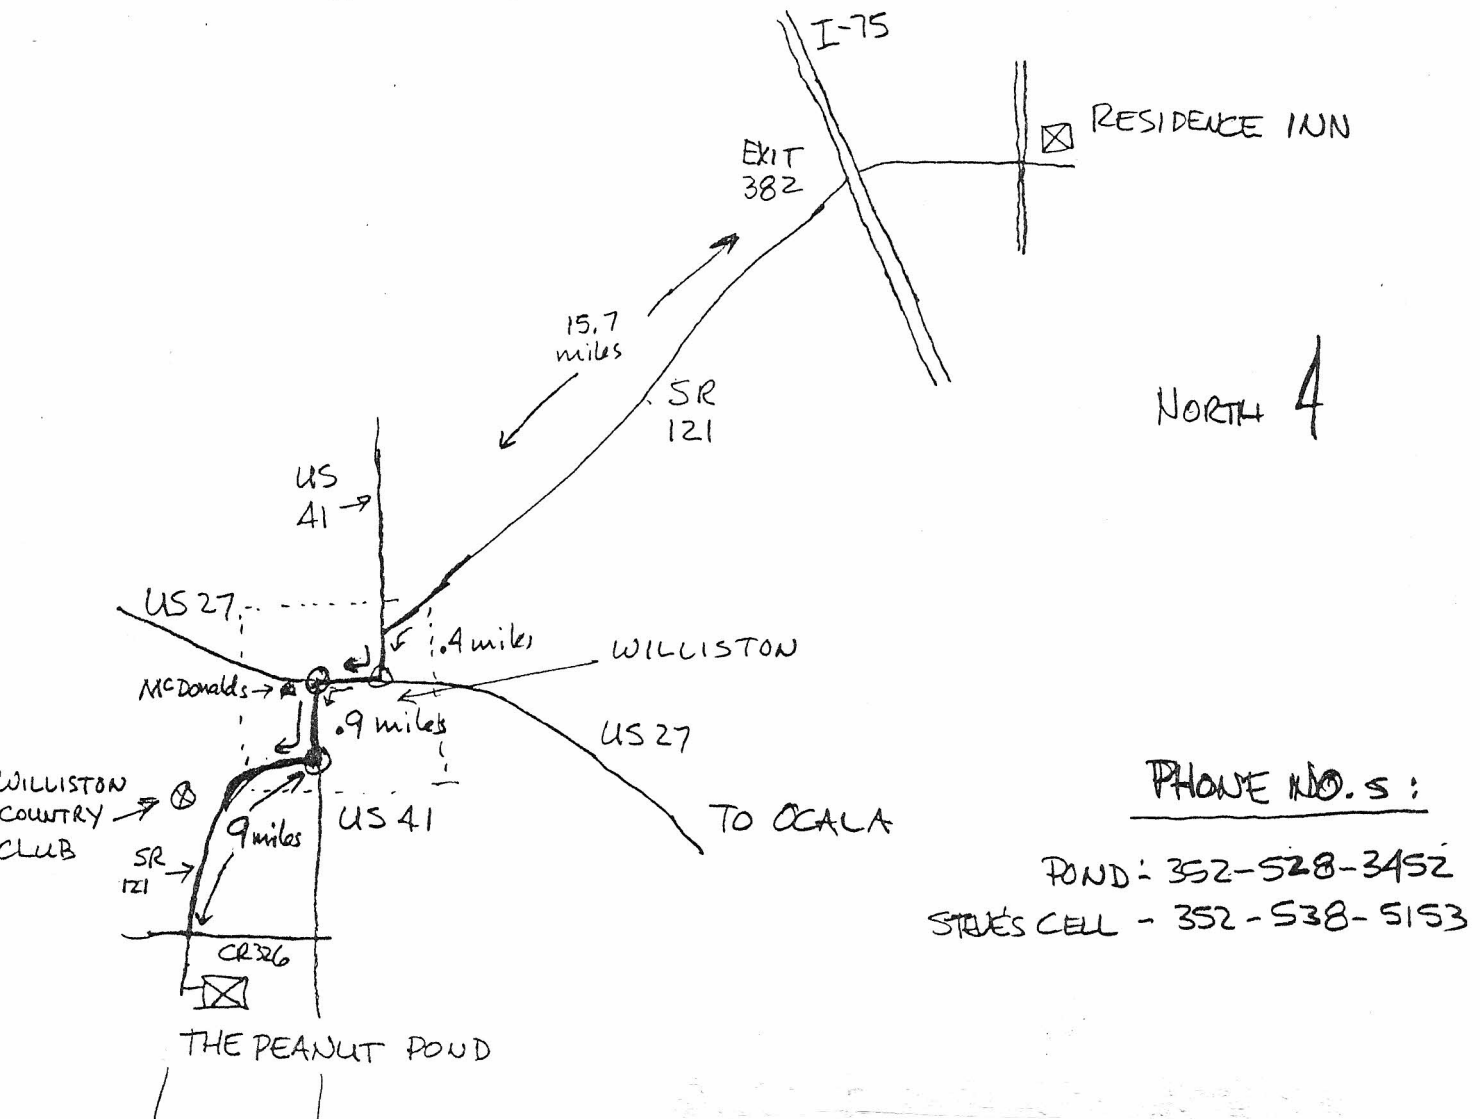 I-75
RESIDENCE INN
EXIT
382
15.7
miles
SR
121
NORTH
US
41
US 27
.4 miles
WILLISTON
McDonalds
.9 miles
US 27
WILLISTON
COUNTRY
CLUB
US 41
TO OCALA
9 miles
SR
121
CR 326
THE PEANUT POND
PHONE NO.S:
POND: 352-528-3452
STEVE'S CELL - 352-538-5153